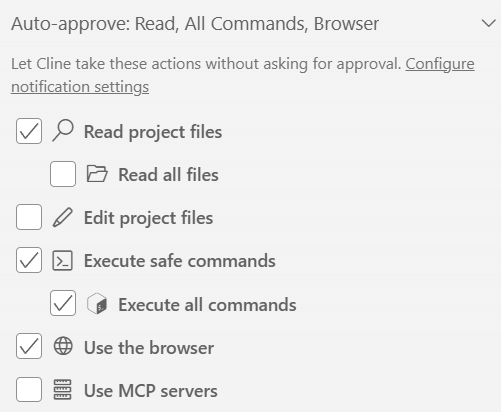 Auto-approve: Read, All Commands, Browser
Let Cline take these actions without asking for approval. Configure
notification settings
Read project files
Read all files
Edit project files
Execute safe commands
Execute all commands
Use the browser
Use MCP servers